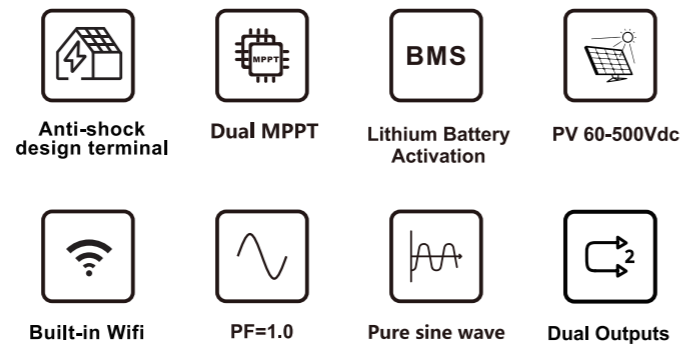 MPPT
BMS
Anti-shock
design terminal
Dual MPPT
Lithium Battery
Activation
PV 60-500Vdc
2
Built-in Wifi
PF=1.0
Pure sine wave
Dual Outputs